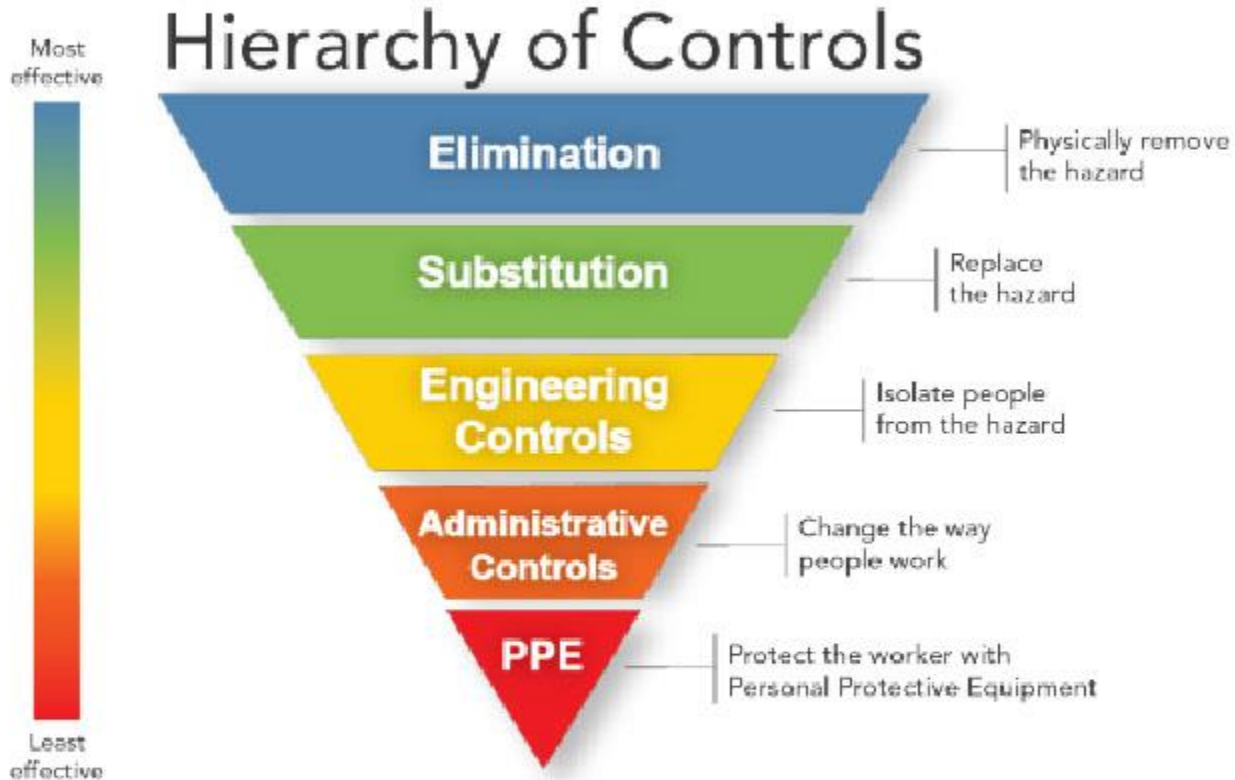 Hierarchy of Controls
Most
effective
Elimination
Physically remove
the hazard
Substitution
Replace
the hazard
Engineering
Controls
Isolate people
from the hazard
Administrative
Controls
Change the way
people work
PPE
Protect the worker with
Personal Protective Equipment
Least
effective